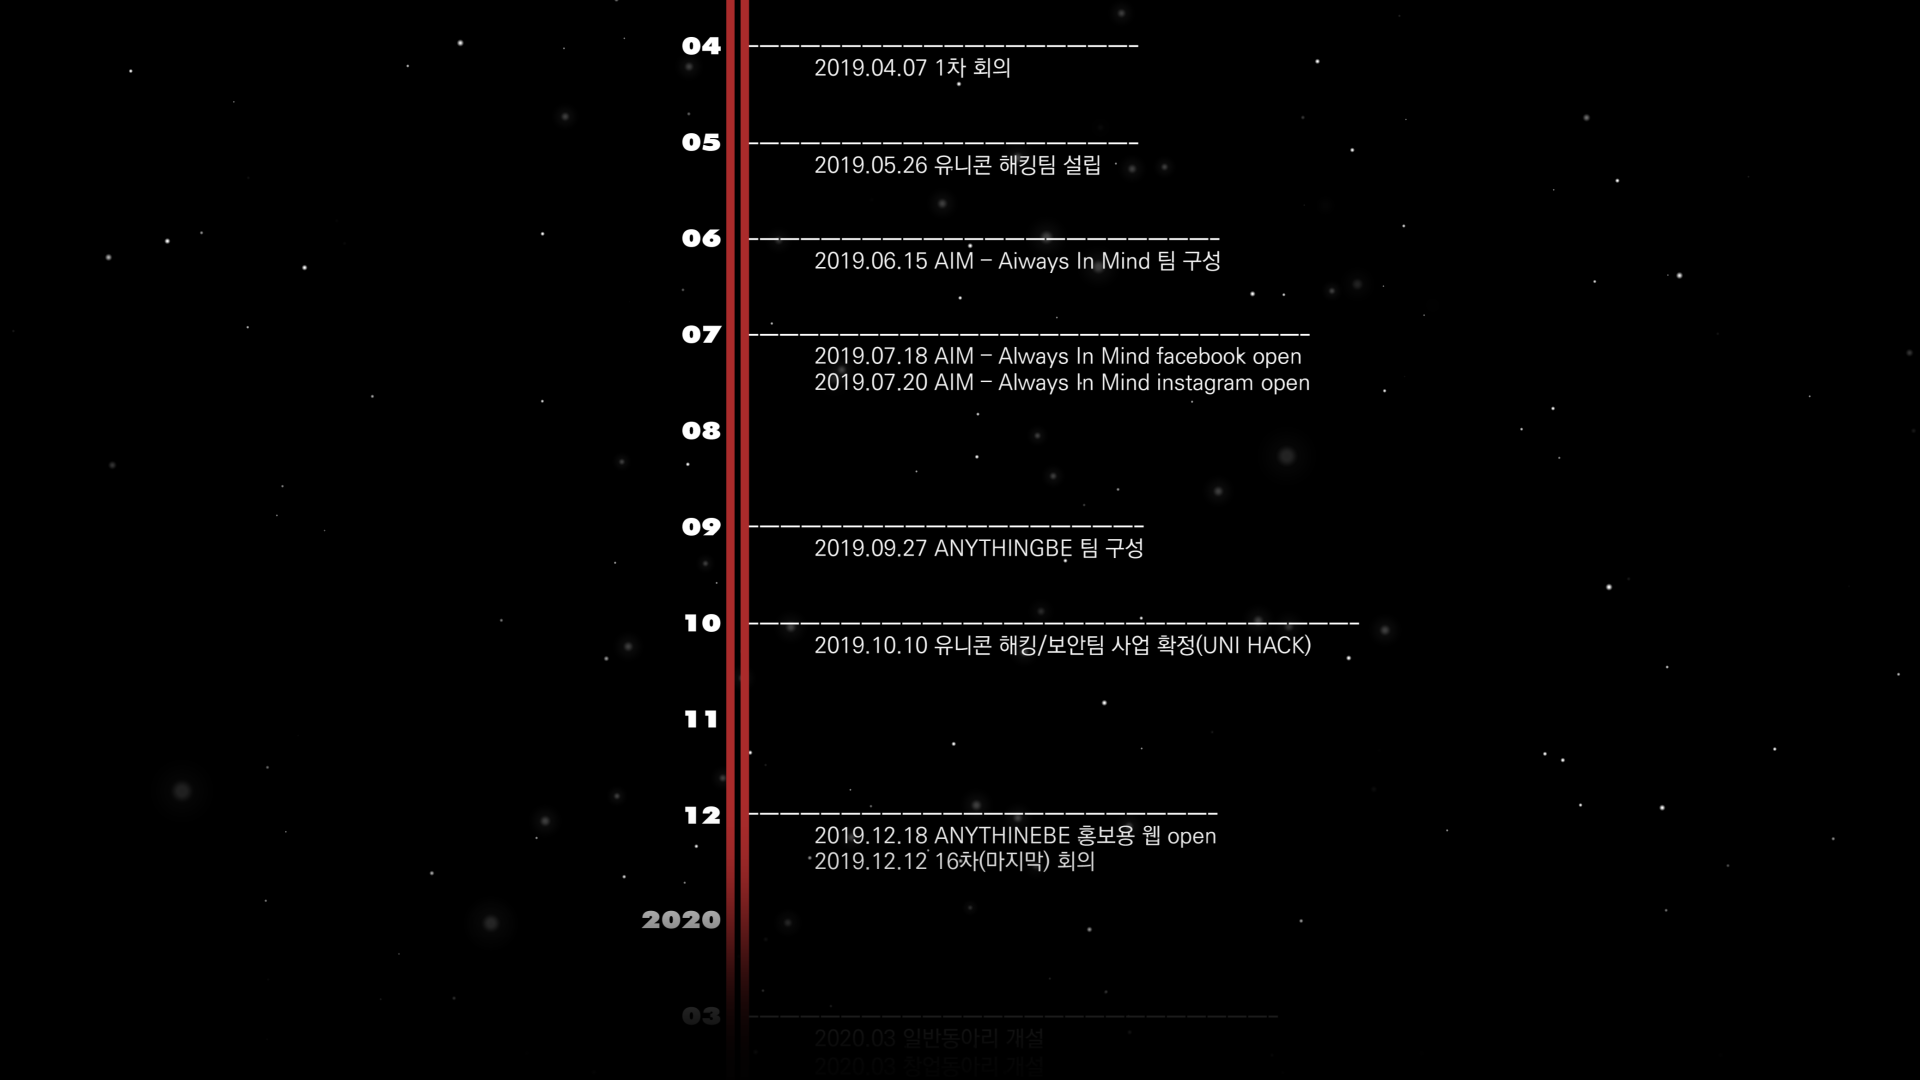 04
2019.04.07 1차 회의
05
2019.05.26 유니콘 해킹팀 설립
06
2019.06.15 AIM - Aiways In Mind 팀 구성
07
2019.07.18 AIM - Always In Mind facebook open
2019.07.20 AIM - Always In Mind instagram open
08
09
2019.09.27 ANYTHINGBE 팀 구성
10
2019.10.10 유니콘 해킹/보안팀 사업 확정(UNI HACK)
11
12
2019.12.18 ANYTHINEBE 홍보용 웹 open
2019.12.12 16차(마지막) 회의
2020
03
2020.03 일반동아리 개설
2020.03 창업동아리 개설